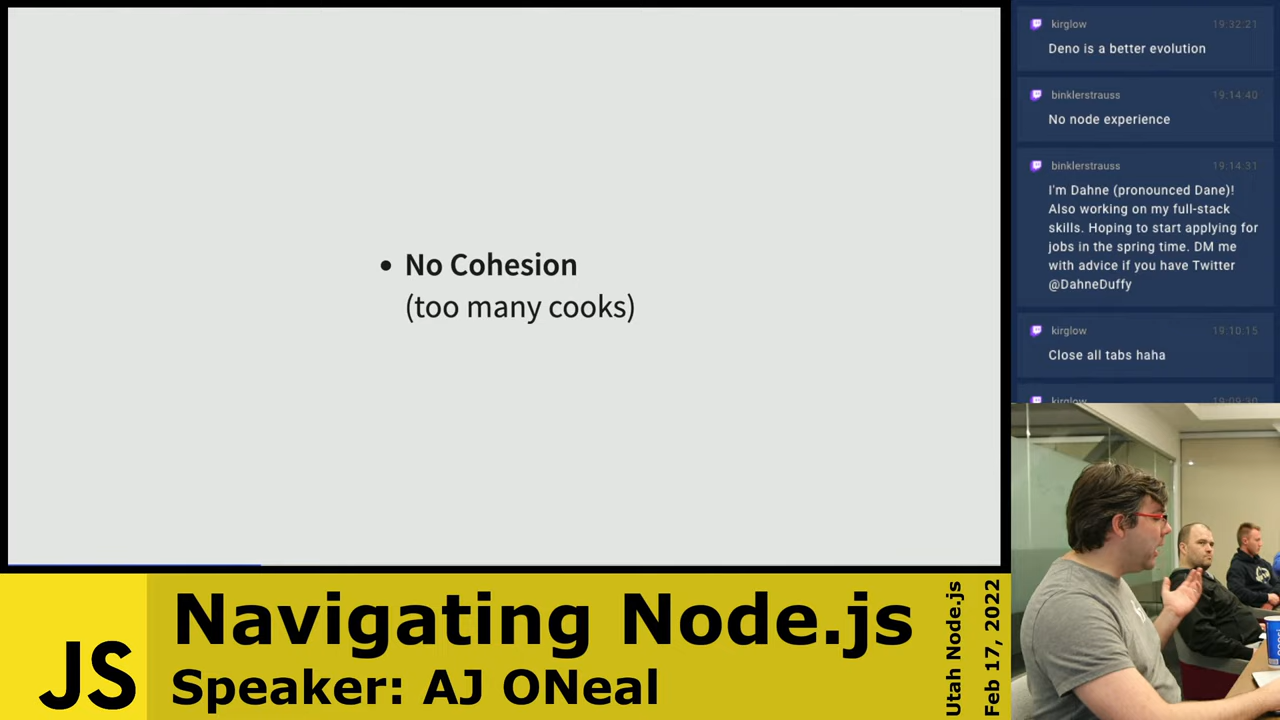 No Cohesion
(too many cooks)
kirglow 19:32:21
Deno is a better evolution
binklerstrauss 19:14:40
No node experience
binklerstrauss 19:14:31
I'm Dahne (pronounced Dane)!
Also working on my full-stack
skills. Hoping to start applying for
jobs in the spring time. DM me
with advice if you have Twitter
@DahneDuffy
kirglow 19:10:15
Close all tabs haha
kirglow
JS
Navigating Node.js
Speaker: AJ ONeal
Utah Node.js
Feb 17, 2022